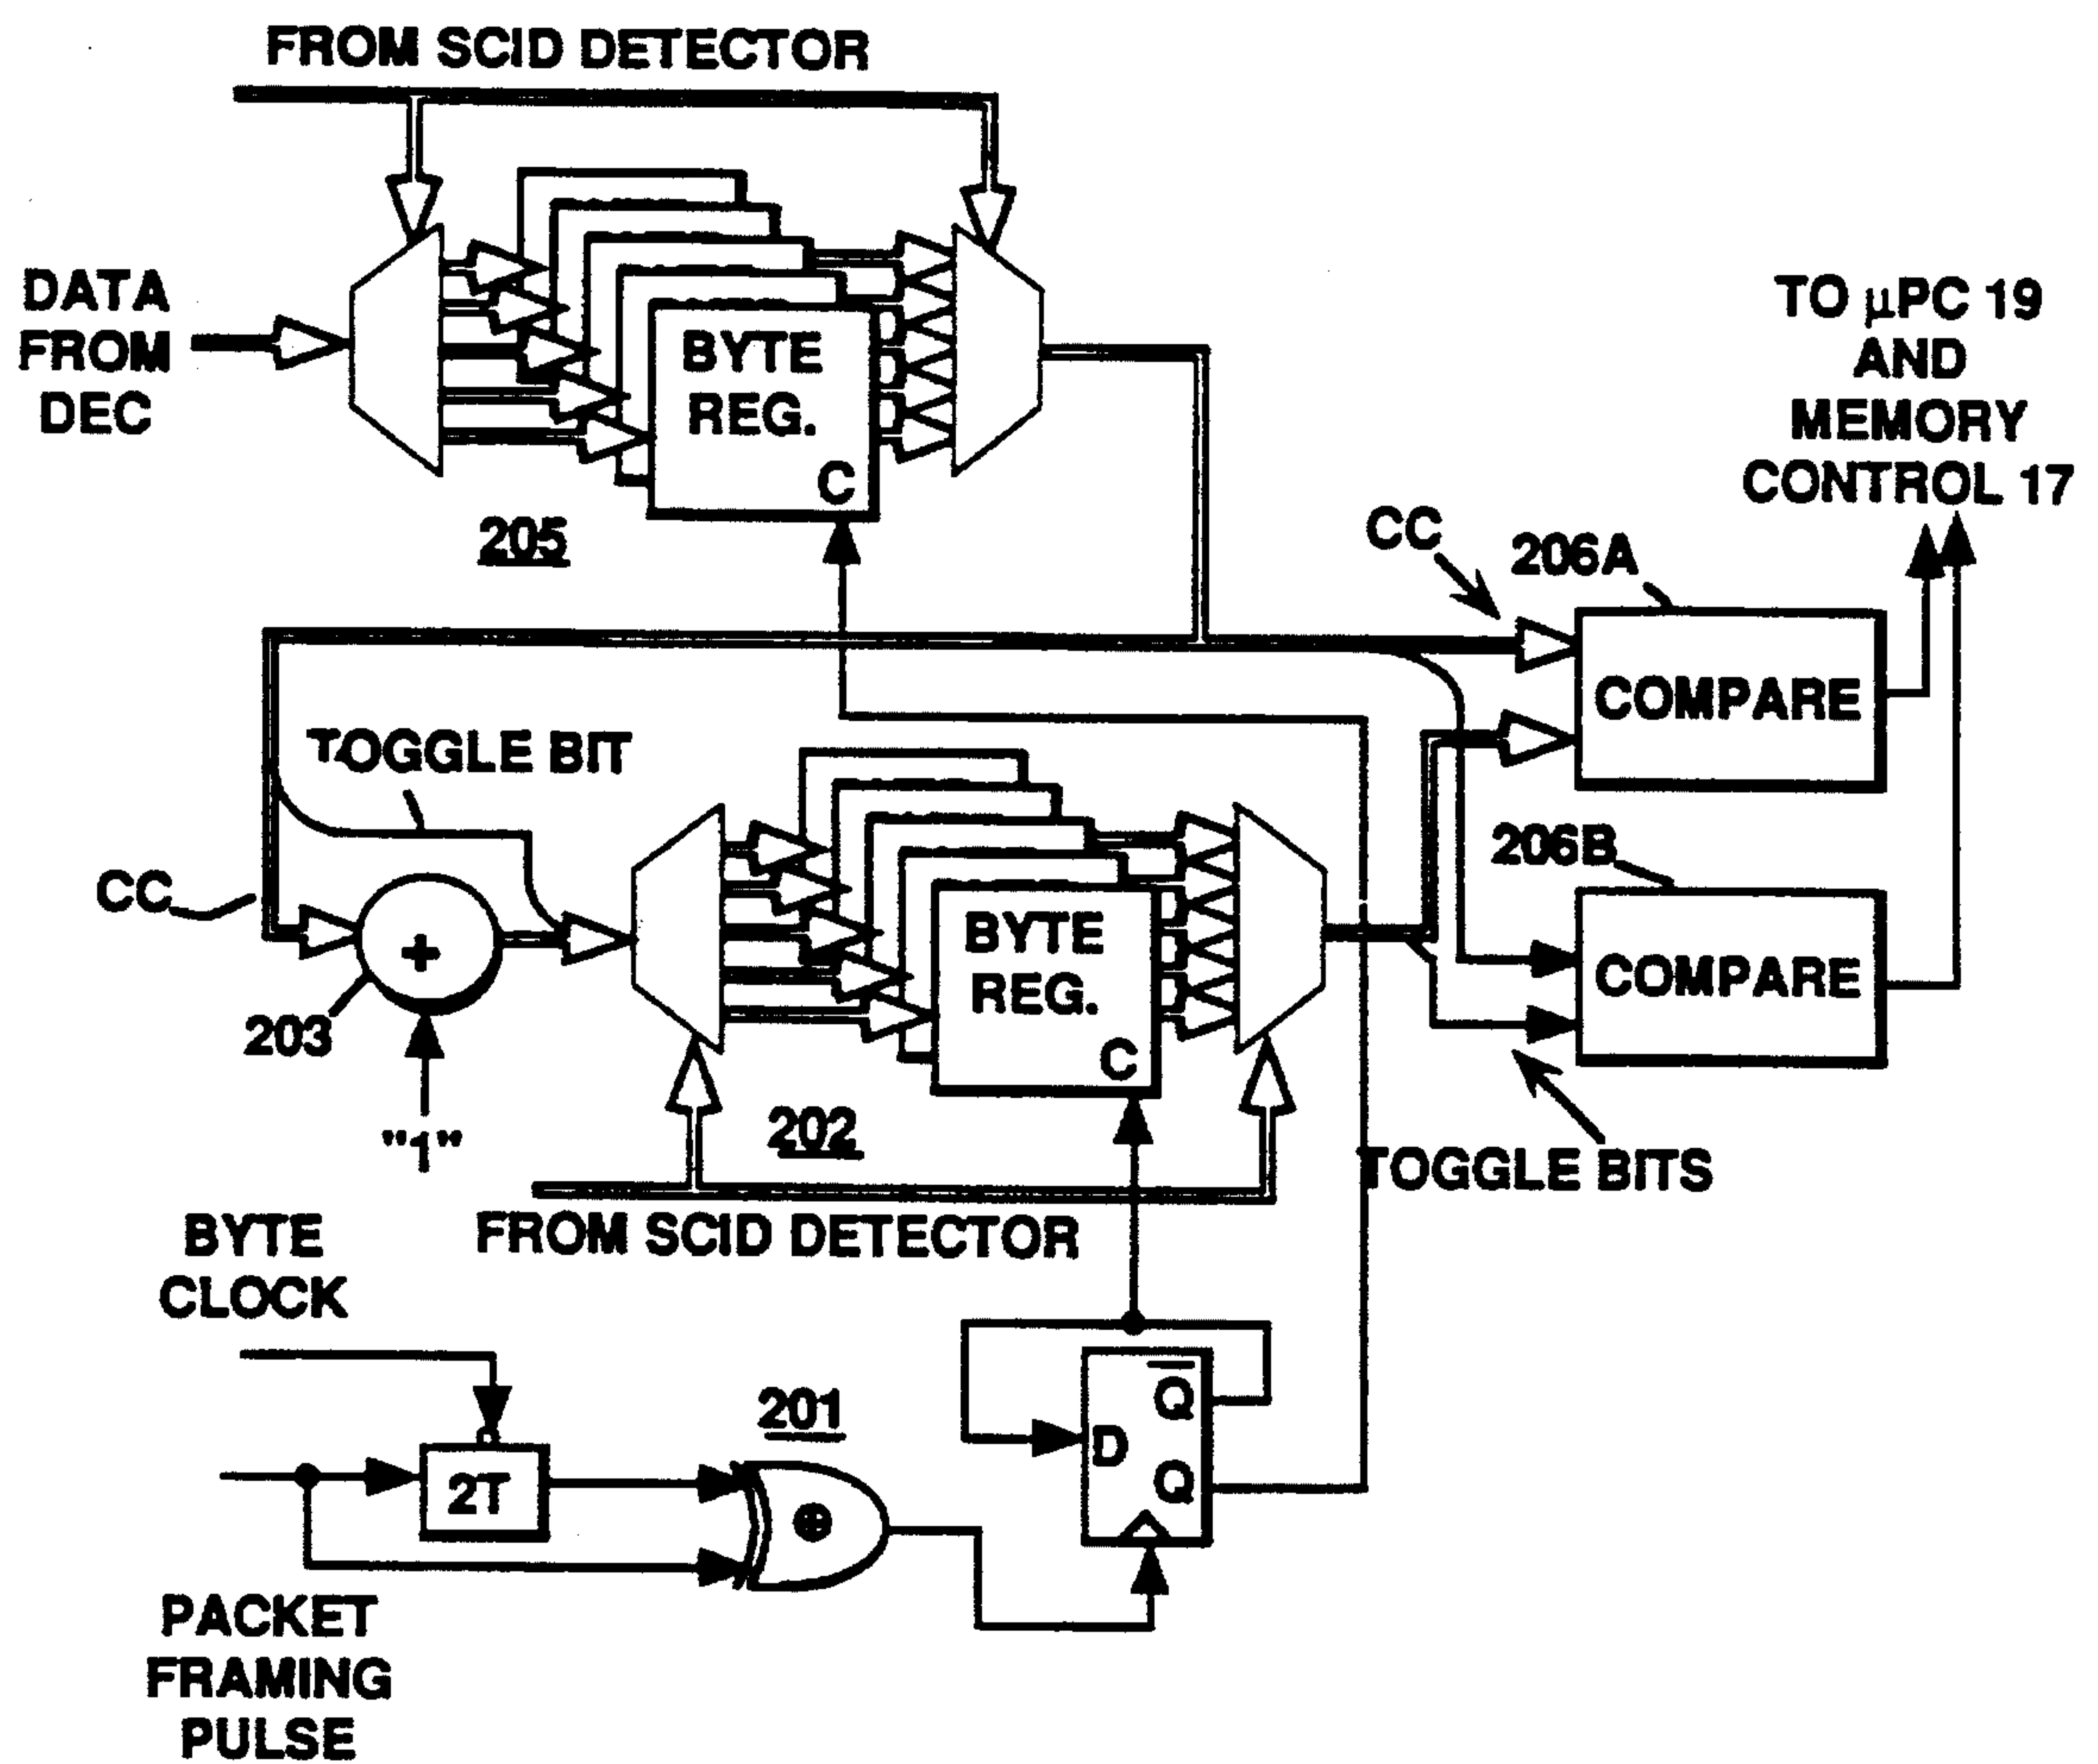 FROM SCID DETECTOR
DATA
FROM
DEC
BYTE
REG.
C
205
TO µPC 19
AND
MEMORY
CONTROL 17
CC
206A
COMPARE
TOGGLE BIT
CC
+
203
"1"
BYTE
REG.
C
202
FROM SCID DETECTOR
206B
COMPARE
TOGGLE BITS
BYTE
CLOCK
2T
201
⊕
D
Q̅
Q
PACKET
FRAMING
PULSE